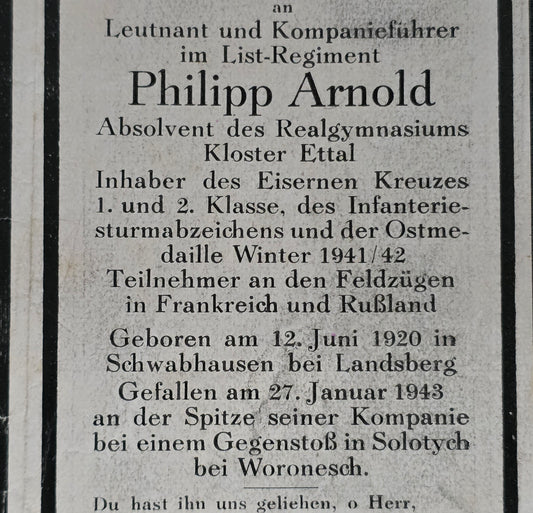 an
Leutnant und Kompanieführer
im List-Regiment
Philipp Arnold
Absolvent des Realgymnasiums
Kloster Ettal
Inhaber des Eisernen Kreuzes
1. und 2. Klasse, des Infanterie-
sturmabzeichens und der Ostme-
daille Winter 1941/42
Teilnehmer an den Feldzügen
in Frankreich und Rußland
Geboren am 12. Juni 1920 in
Schwabhausen bei Landsberg
Gefallen am 27. Januar 1943
an der Spitze seiner Kompanie
bei einem Gegenstoß in Solotych
bei Woronesch.
Du hast ihn uns geliehen, o Herr,